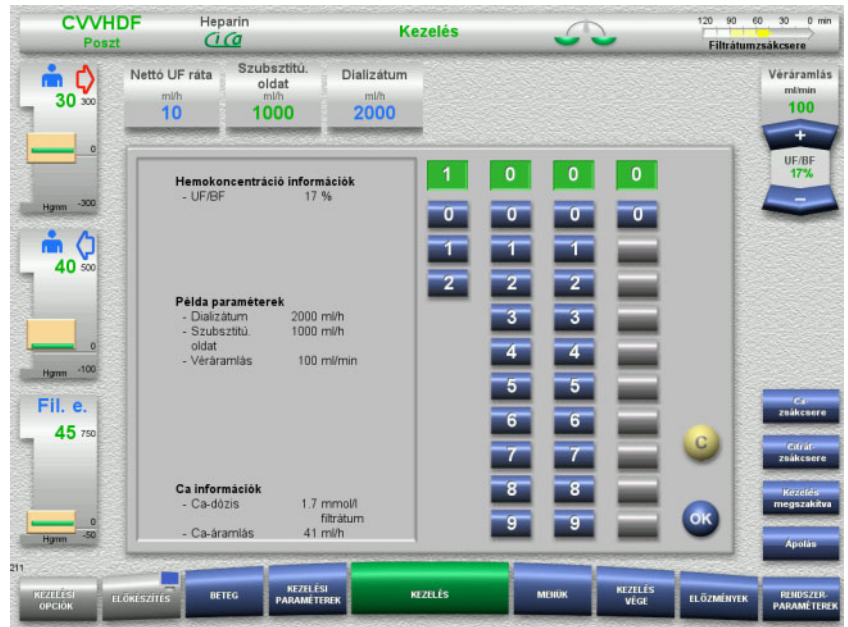 CVVHDF
Poszt
Heparin
CiCa
Kezelés
120 90 60 30 0 min
Filtrátumzsákcsere
30 300
0
Hgmm -300
40 500
0
Hgmm -100
Fil. e.
45 750
0
Hgmm -50
Nettó UF ráta
ml/h
10
Szubsztitú.
oldat
ml/h
1000
Dializátum
ml/h
2000
Véráramlás
ml/min
100
+
UF/BF
17%
−
Hemokoncentráció információk
- UF/BF 17 %
Példa paraméterek
- Dializátum 2000 ml/h
- Szubsztitú. 1000 ml/h
oldat
- Véráramlás 100 ml/min
Ca információk
- Ca-dózis 1.7 mmol/l
filtrátum
- Ca-áramlás 41 ml/h
1 0 0 0
0 0 0 0
1 1 1
2 2 2
3 3
4 4
5 5
6 6
7 7
8 8
9 9
C
OK
Ca-
zsákcsere
Citrát-
zsákcsere
Kezelés
megszakítva
Ápolás
211
KEZELÉSI
OPCIÓK
ELŐKÉSZÍTÉS
BETEG
KEZELÉSI
PARAMÉTEREK
KEZELÉS
MENÜK
KEZELÉS
VÉGE
ELŐZMÉNYEK
RENDSZER-
PARAMÉTEREK